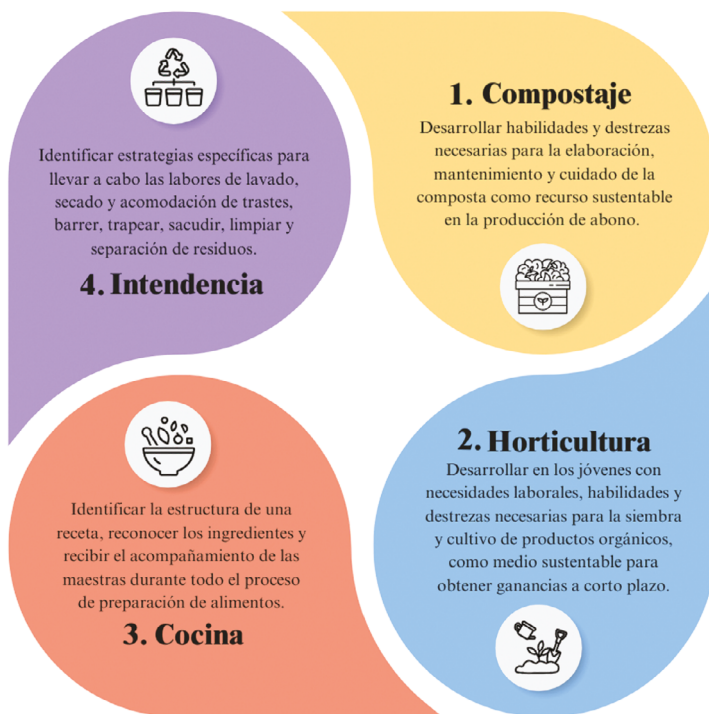 1. Compostaje
Desarrollar habilidades y destrezas
necesarias para la elaboración,
mantenimiento y cuidado de la
composta como recurso sustentable
en la producción de abono.
2. Horticultura
Desarrollar en los jóvenes con
necesidades laborales, habilidades y
destrezas necesarias para la siembra
y cultivo de productos orgánicos,
como medio sustentable para
obtener ganancias a corto plazo.
Identificar la estructura de una
receta, reconocer los ingredientes y
recibir el acompañamiento de las
maestras durante todo el proceso
de preparación de alimentos.
3. Cocina
Identificar estrategias específicas para
llevar a cabo las labores de lavado,
secado y acomodación de trastes,
barrer, trapear, sacudir, limpiar y
separación de residuos.
4. Intendencia